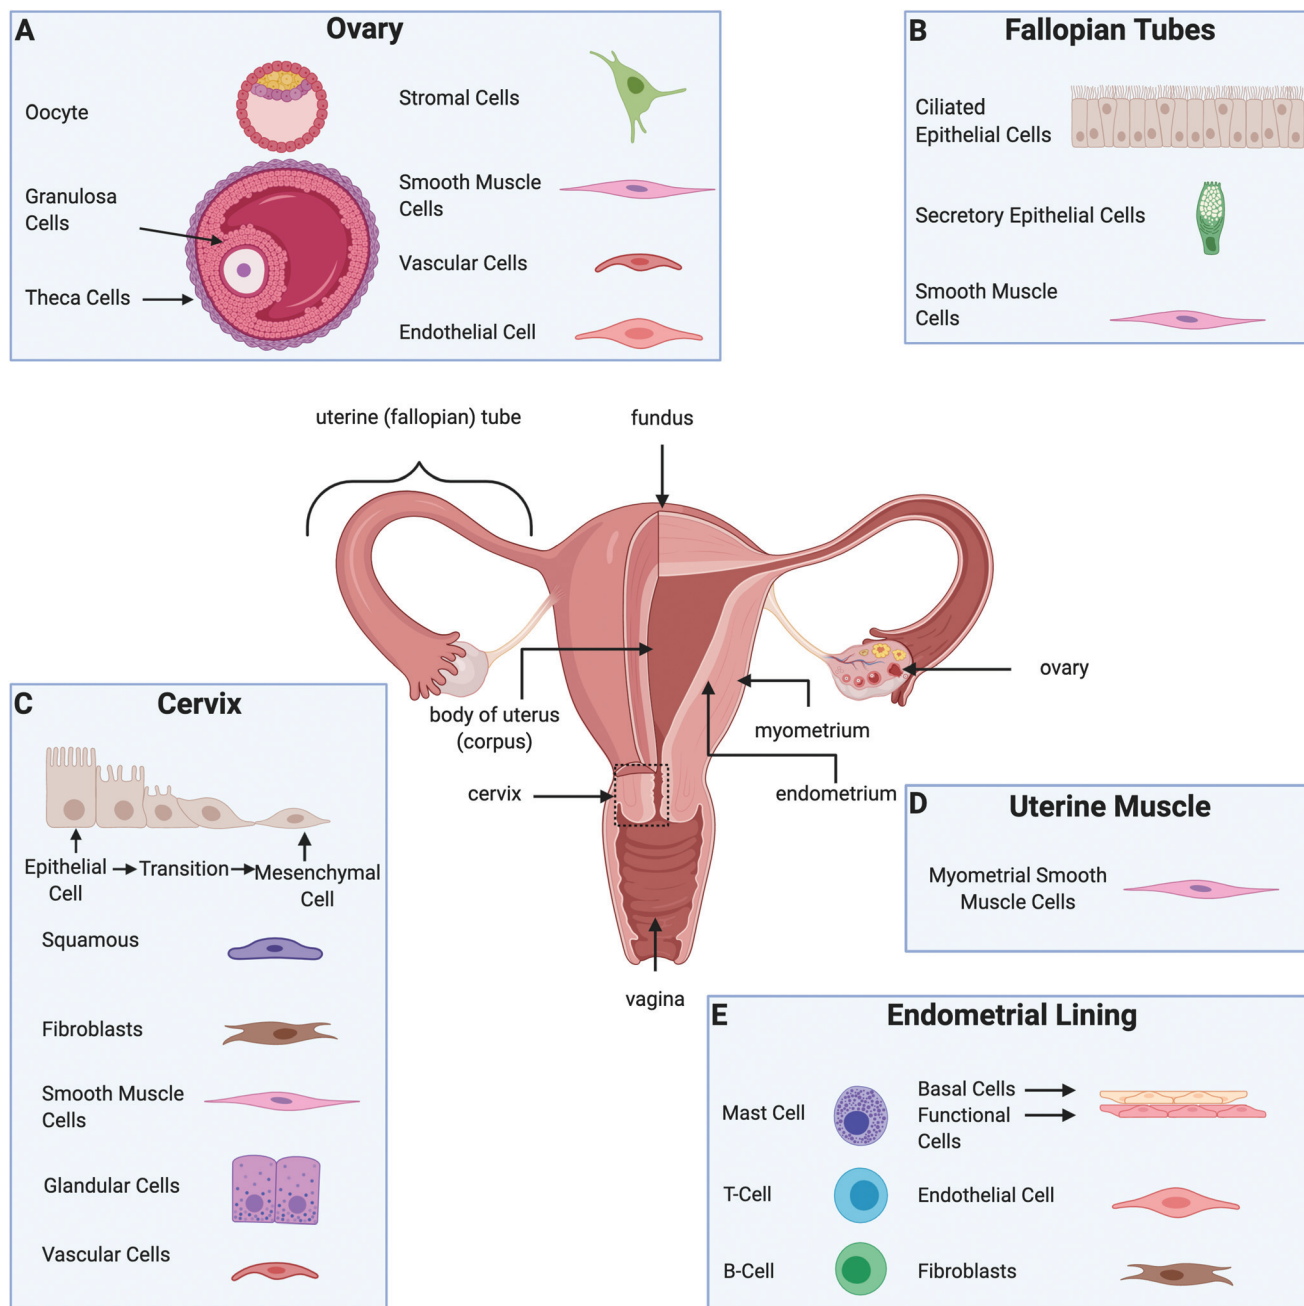 A
Ovary
Oocyte
Granulosa
Cells
Theca Cells
Stromal Cells
Smooth Muscle
Cells
Vascular Cells
Endothelial Cell
B
Fallopian Tubes
Ciliated
Epithelial Cells
Secretory Epithelial Cells
Smooth Muscle
Cells
uterine (fallopian) tube
fundus
ovary
body of uterus
(corpus)
myometrium
cervix
endometrium
vagina
C
Cervix
Epithelial
Cell
Transition
Mesenchymal
Cell
Squamous
Fibroblasts
Smooth Muscle
Cells
Glandular Cells
Vascular Cells
D
Uterine Muscle
Myometrial Smooth
Muscle Cells
E
Endometrial Lining
Mast Cell
T-Cell
B-Cell
Basal Cells
Functional
Cells
Endothelial Cell
Fibroblasts